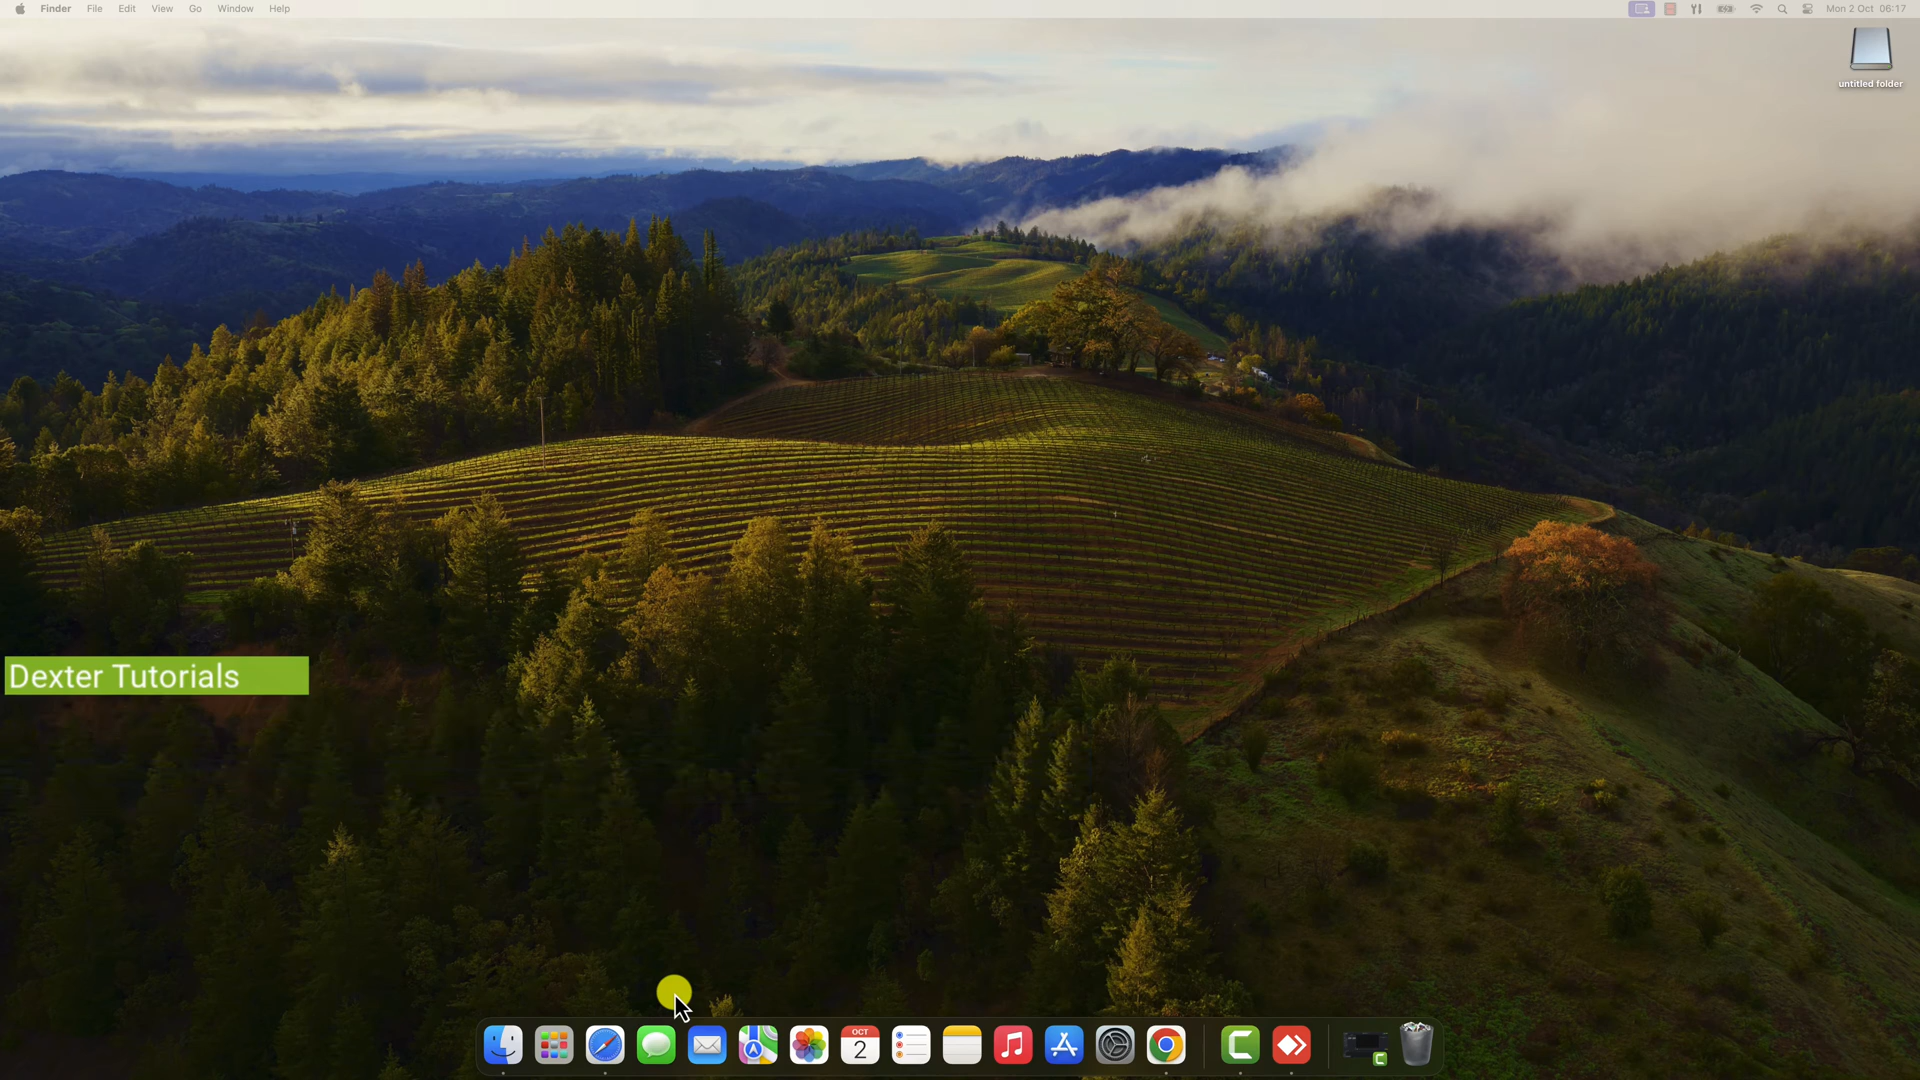 Finder File Edit View Go Window Help
Mon 2 Oct 06:17
untitled folder
Dexter Tutorials
OCT
2